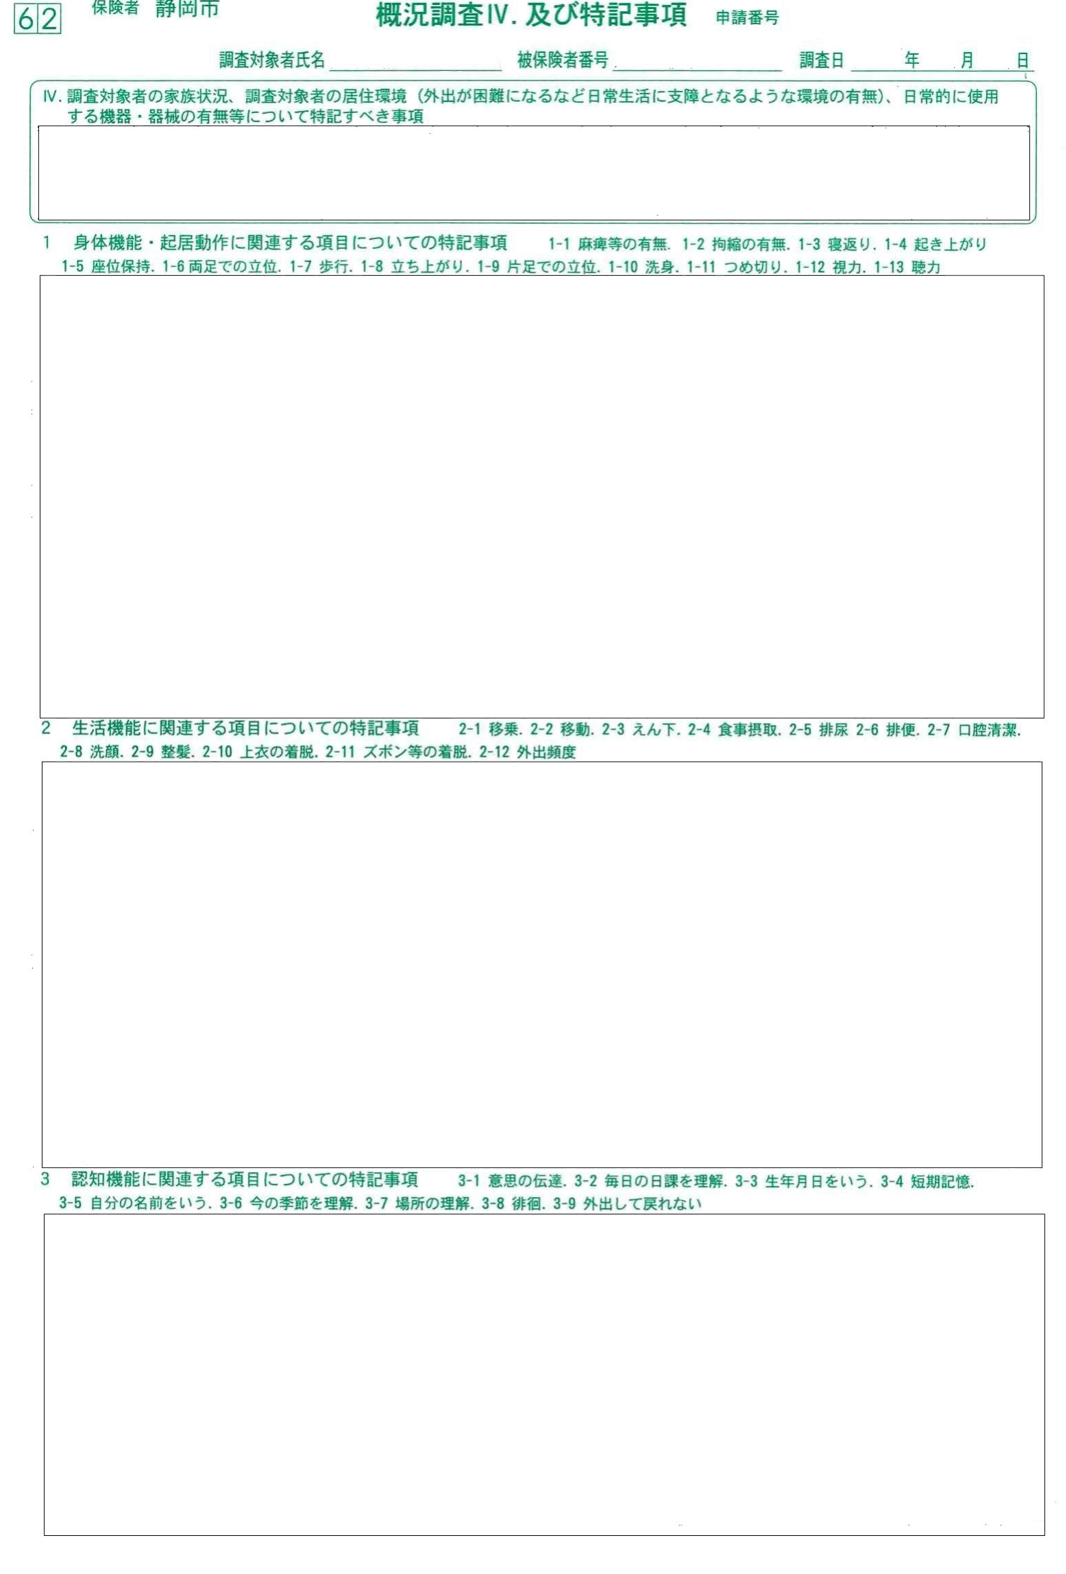 62 保険者 静岡市 概況調査Ⅳ.及び特記事項 申請番号
調査対象者氏名 被保険者番号 調査日 年 月 日
Ⅳ.調査対象者の家族状況、調査対象者の居住環境（外出が困難になるなど日常生活に支障となるような環境の有無）、日常的に使用
する機器・器械の有無等について特記すべき事項
1 身体機能・起居動作に関連する項目についての特記事項 1-1 麻痺等の有無. 1-2 拘縮の有無. 1-3 寝返り. 1-4 起き上がり
1-5 座位保持. 1-6 両足での立位. 1-7 歩行. 1-8 立ち上がり. 1-9 片足での立位. 1-10 洗身. 1-11 つめ切り. 1-12 視力. 1-13 聴力
2 生活機能に関連する項目についての特記事項 2-1 移乗. 2-2 移動. 2-3 えん下. 2-4 食事摂取. 2-5 排尿 2-6 排便. 2-7 口腔清潔.
2-8 洗顔. 2-9 整髪. 2-10 上衣の着脱. 2-11 ズボン等の着脱. 2-12 外出頻度
3 認知機能に関連する項目についての特記事項 3-1 意思の伝達. 3-2 毎日の日課を理解. 3-3 生年月日をいう. 3-4 短期記憶.
3-5 自分の名前をいう. 3-6 今の季節を理解. 3-7 場所の理解. 3-8 徘徊. 3-9 外出して戻れない